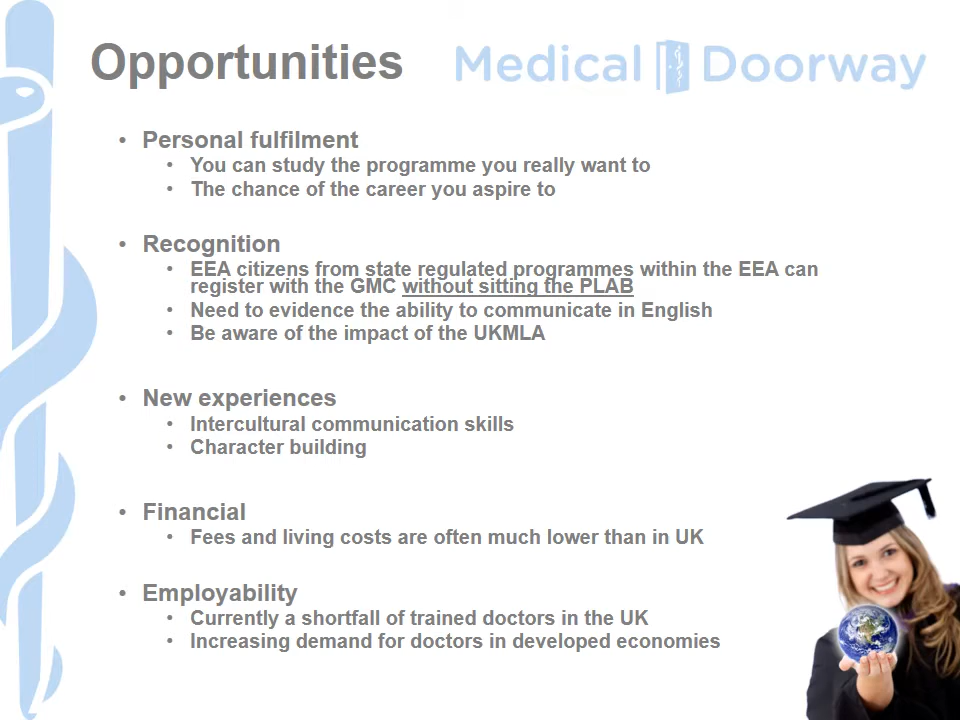 Opportunities
Medical Doorway
• Personal fulfilment
• You can study the programme you really want to
• The chance of the career you aspire to
• Recognition
• EEA citizens from state regulated programmes within the EEA can
register with the GMC without sitting the PLAB
• Need to evidence the ability to communicate in English
• Be aware of the impact of the UKMLA
• New experiences
• Intercultural communication skills
• Character building
• Financial
• Fees and living costs are often much lower than in UK
• Employability
• Currently a shortfall of trained doctors in the UK
• Increasing demand for doctors in developed economies